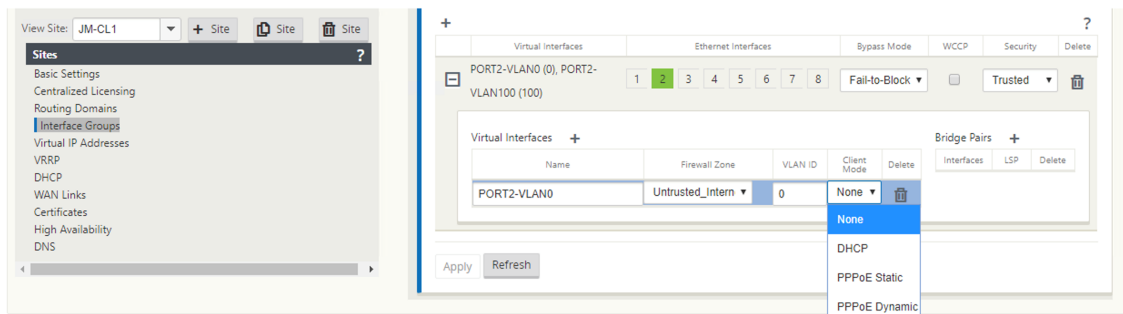 View Site: JM-CL1 + Site Site Site
Sites ?
Basic Settings
Centralized Licensing
Routing Domains
Interface Groups
Virtual IP Addresses
VRRP
DHCP
WAN Links
Certificates
High Availability
DNS
+ ?
Virtual Interfaces Ethernet Interfaces Bypass Mode WCCP Security Delete
PORT2-VLAN0 (0), PORT2-
VLAN100 (100)
1 2 3 4 5 6 7 8 Fail-to-Block Trusted
Virtual Interfaces +
Name Firewall Zone VLAN ID Client Mode Delete
PORT2-VLAN0 Untrusted_Intern 0 None
None
DHCP
PPPoE Static
PPPoE Dynamic
Bridge Pairs +
Interfaces LSP Delete
Apply Refresh